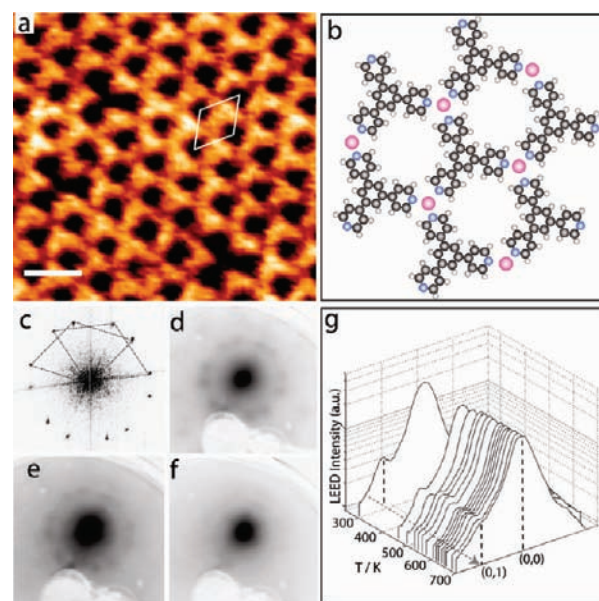 a
b
c
d
e
f
g
LEED Intensity (a.u.)
300
400
500
600
700
T / K
(0,1)
(0,0)